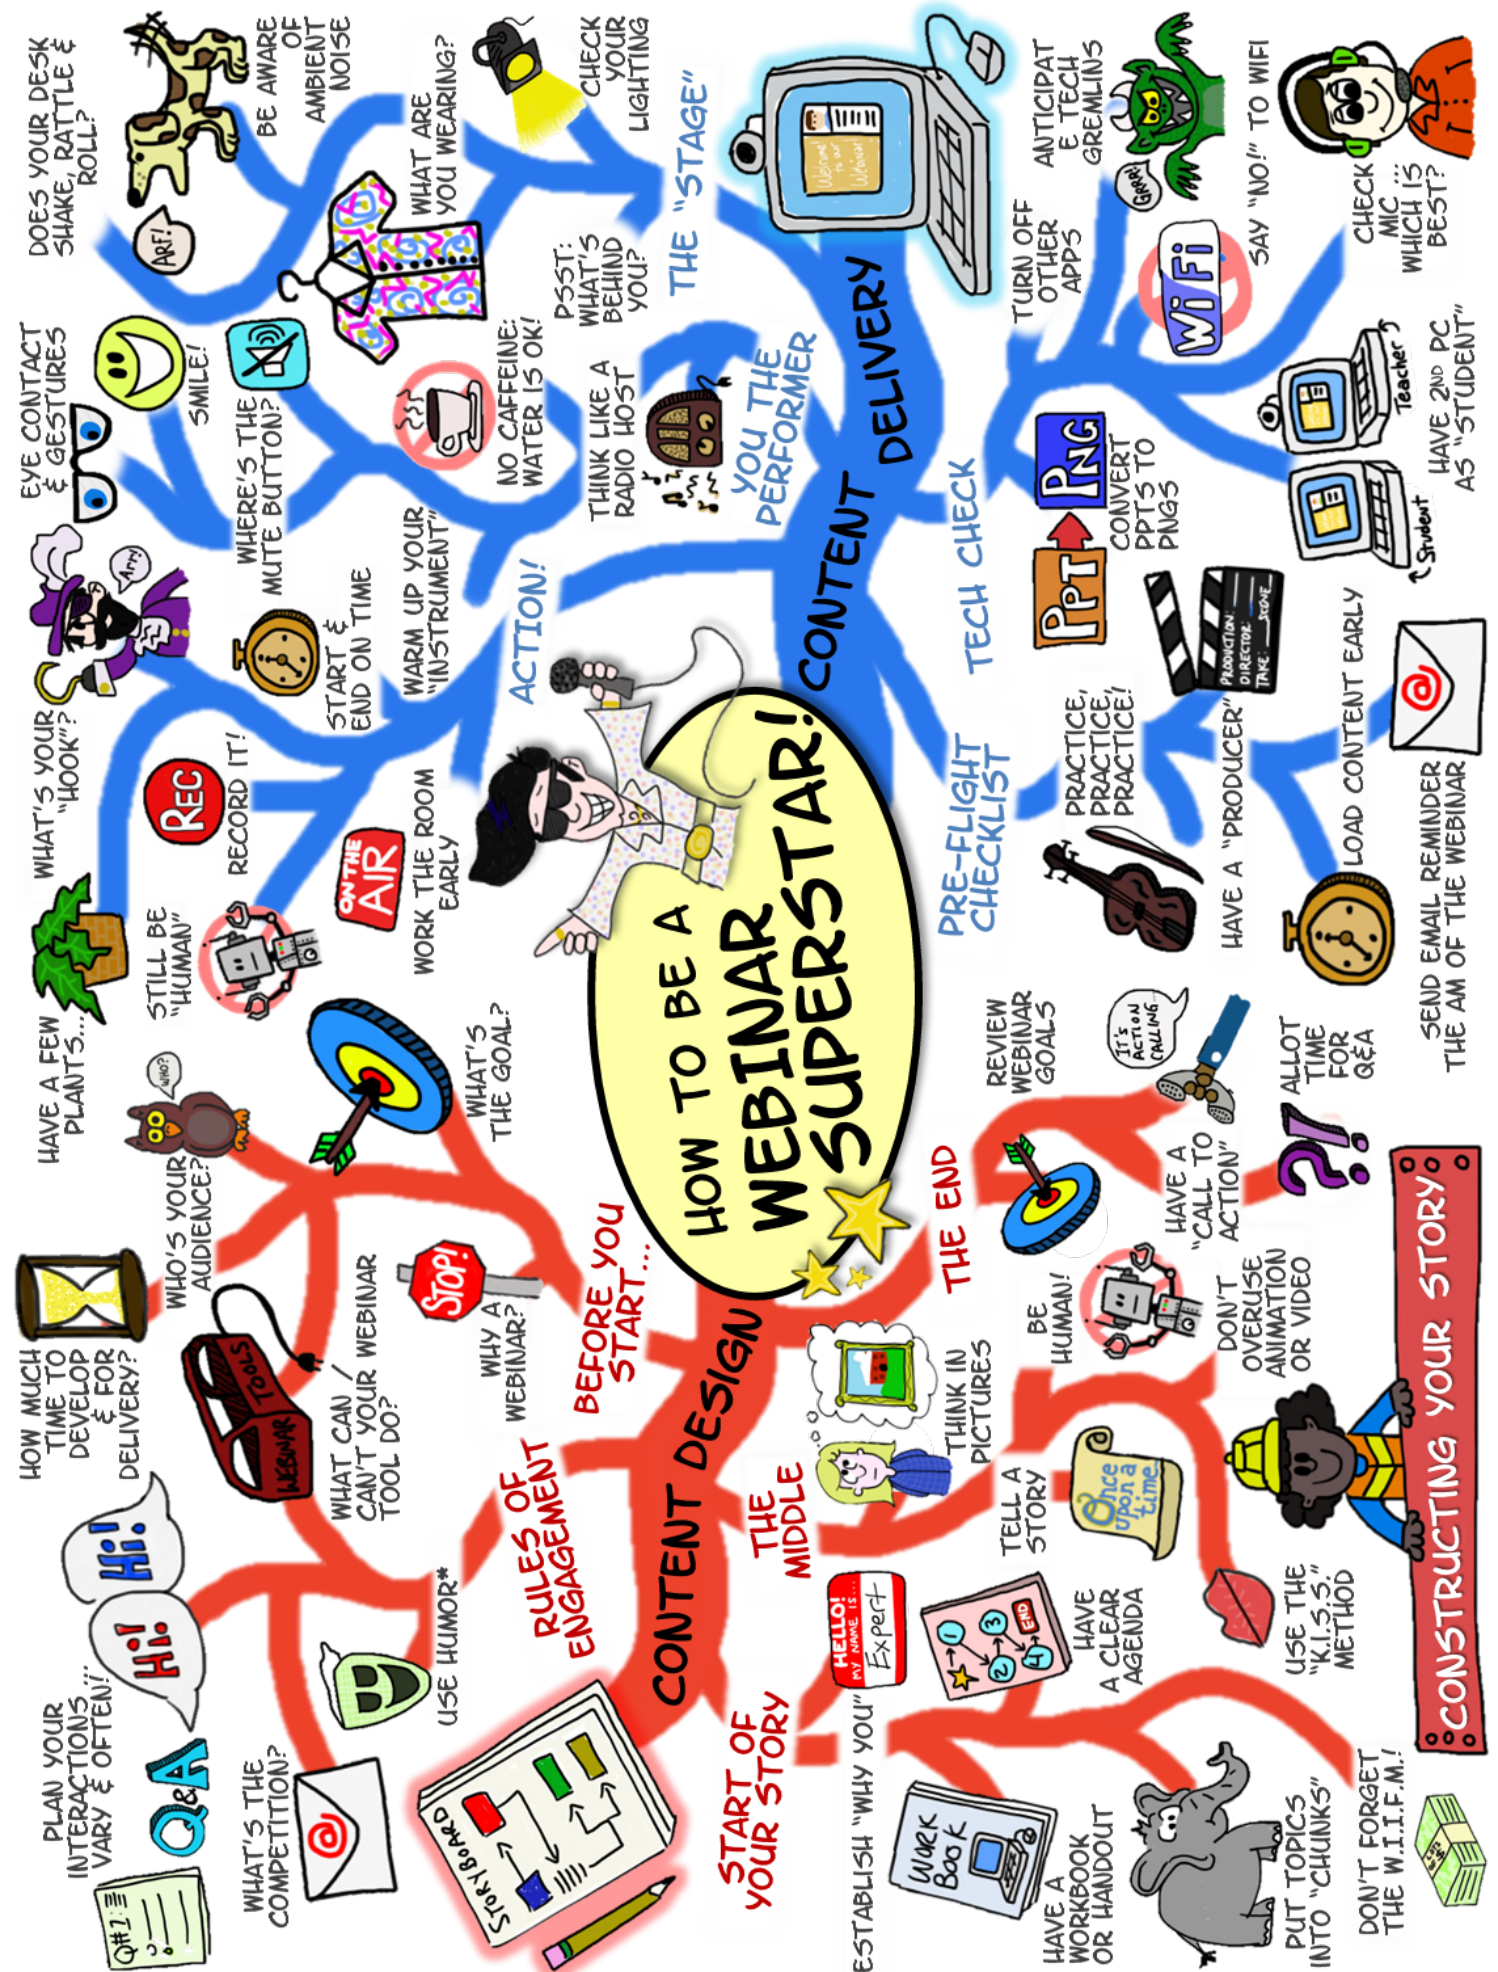 HOW TO BE A
WEBINAR
SUPERSTAR!
CONTENT DESIGN
BEFORE YOU
START...
WHY A
WEBINAR?
STOP!
WHAT'S
THE GOAL?
WHO'S YOUR
AUDIENCE?
WHO?
HOW MUCH
TIME TO
DEVELOP
& FOR
DELIVERY?
WHAT CAN /
CAN'T YOUR WEBINAR
TOOL DO?
WEBINAR
TOOLS
RULES OF
ENGAGEMENT
USE HUMOR*
PLAN YOUR
INTERACTIONS...
VARY & OFTEN!
Hi!
Hi!
Q&A
Q#1:
WHAT'S THE
COMPETITION?
@
STORYBOARD
START OF
YOUR STORY
ESTABLISH "WHY YOU"
HELLO!
MY NAME IS...
Expert
HAVE
A CLEAR
AGENDA
1
2
3
4
END
HAVE A
WORKBOOK
OR HANDOUT
WORK
BOOK
PUT TOPICS
INTO "CHUNKS"
DON'T FORGET
THE W.I.I.F.M.!
THE
MIDDLE
THINK IN
PICTURES
TELL A
STORY
Once
upon a
time
USE THE
"K.I.S.S."
METHOD
BE
HUMAN!
DON'T
OVERUSE
ANIMATION
OR VIDEO
THE END
REVIEW
WEBINAR
GOALS
HAVE A
"CALL TO
ACTION"
IT'S
ACTION
CALLING...
ALLOT
TIME
FOR
Q&A
?!
CONSTRUCTING YOUR STORY
CONTENT DELIVERY
PRE-FLIGHT
CHECKLIST
PRACTICE,
PRACTICE,
PRACTICE!
HAVE A "PRODUCER"
PRODUCTION:
DIRECTOR:
TAKE: SCENE
LOAD CONTENT EARLY
SEND EMAIL REMINDER
THE AM OF THE WEBINAR
@
TECH CHECK
CONVERT
PPTS TO
PNGS
PPT
PNG
HAVE 2ND PC
AS "STUDENT"
Student
Teacher
CHECK
MIC...
WHICH IS
BEST?
SAY "NO!" TO WIFI
WiFi
TURN OFF
OTHER
APPS
ANTICIPAT
E TECH
GREMLINS
GRRR!
Welcome!
to our
Webinar
THE "STAGE"
CHECK
YOUR
LIGHTING
PSST:
WHAT'S
BEHIND
YOU?
WHAT ARE
YOU WEARING?
BE AWARE
OF
AMBIENT
NOISE
DOES YOUR DESK
SHAKE, RATTLE &
ROLL?
ARF!
YOU THE
PERFORMER
THINK LIKE A
RADIO HOST
NO CAFFEINE:
WATER IS OK!
WARM UP YOUR
"INSTRUMENT"
WHERE'S THE
MUTE BUTTON?
SMILE!
EYE CONTACT
& GESTURES
ACTION!
WORK THE ROOM
EARLY
ON THE
AIR
START &
END ON TIME
RECORD IT!
REC
WHAT'S YOUR
"HOOK"?
Arr!
STILL BE
"HUMAN"
HAVE A FEW
PLANTS...